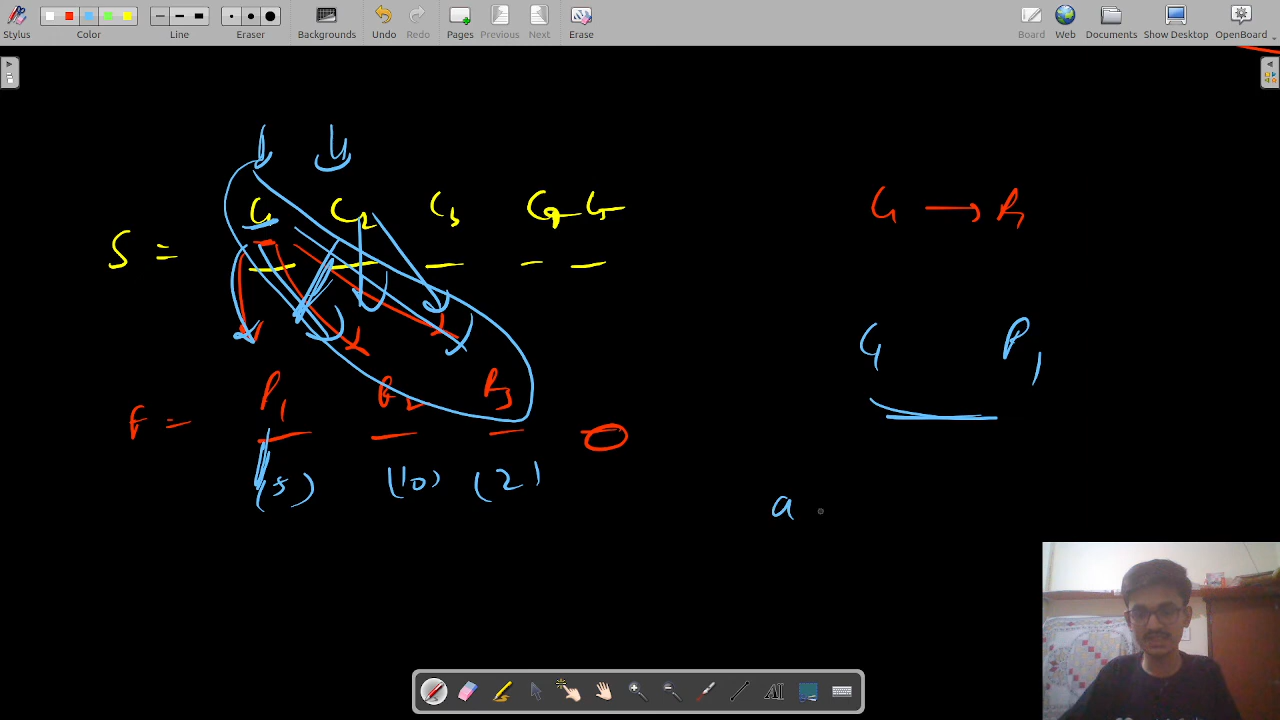 Stylus Color Line Eraser Backgrounds Undo Redo Pages Previous Next Erase Board Web Documents Show Desktop OpenBoard
C1 C2 C3 C4 C5
S =
C1 → P1
C1 P1
P1 P2 P3
F =
(5) (10) (2)
a
AI